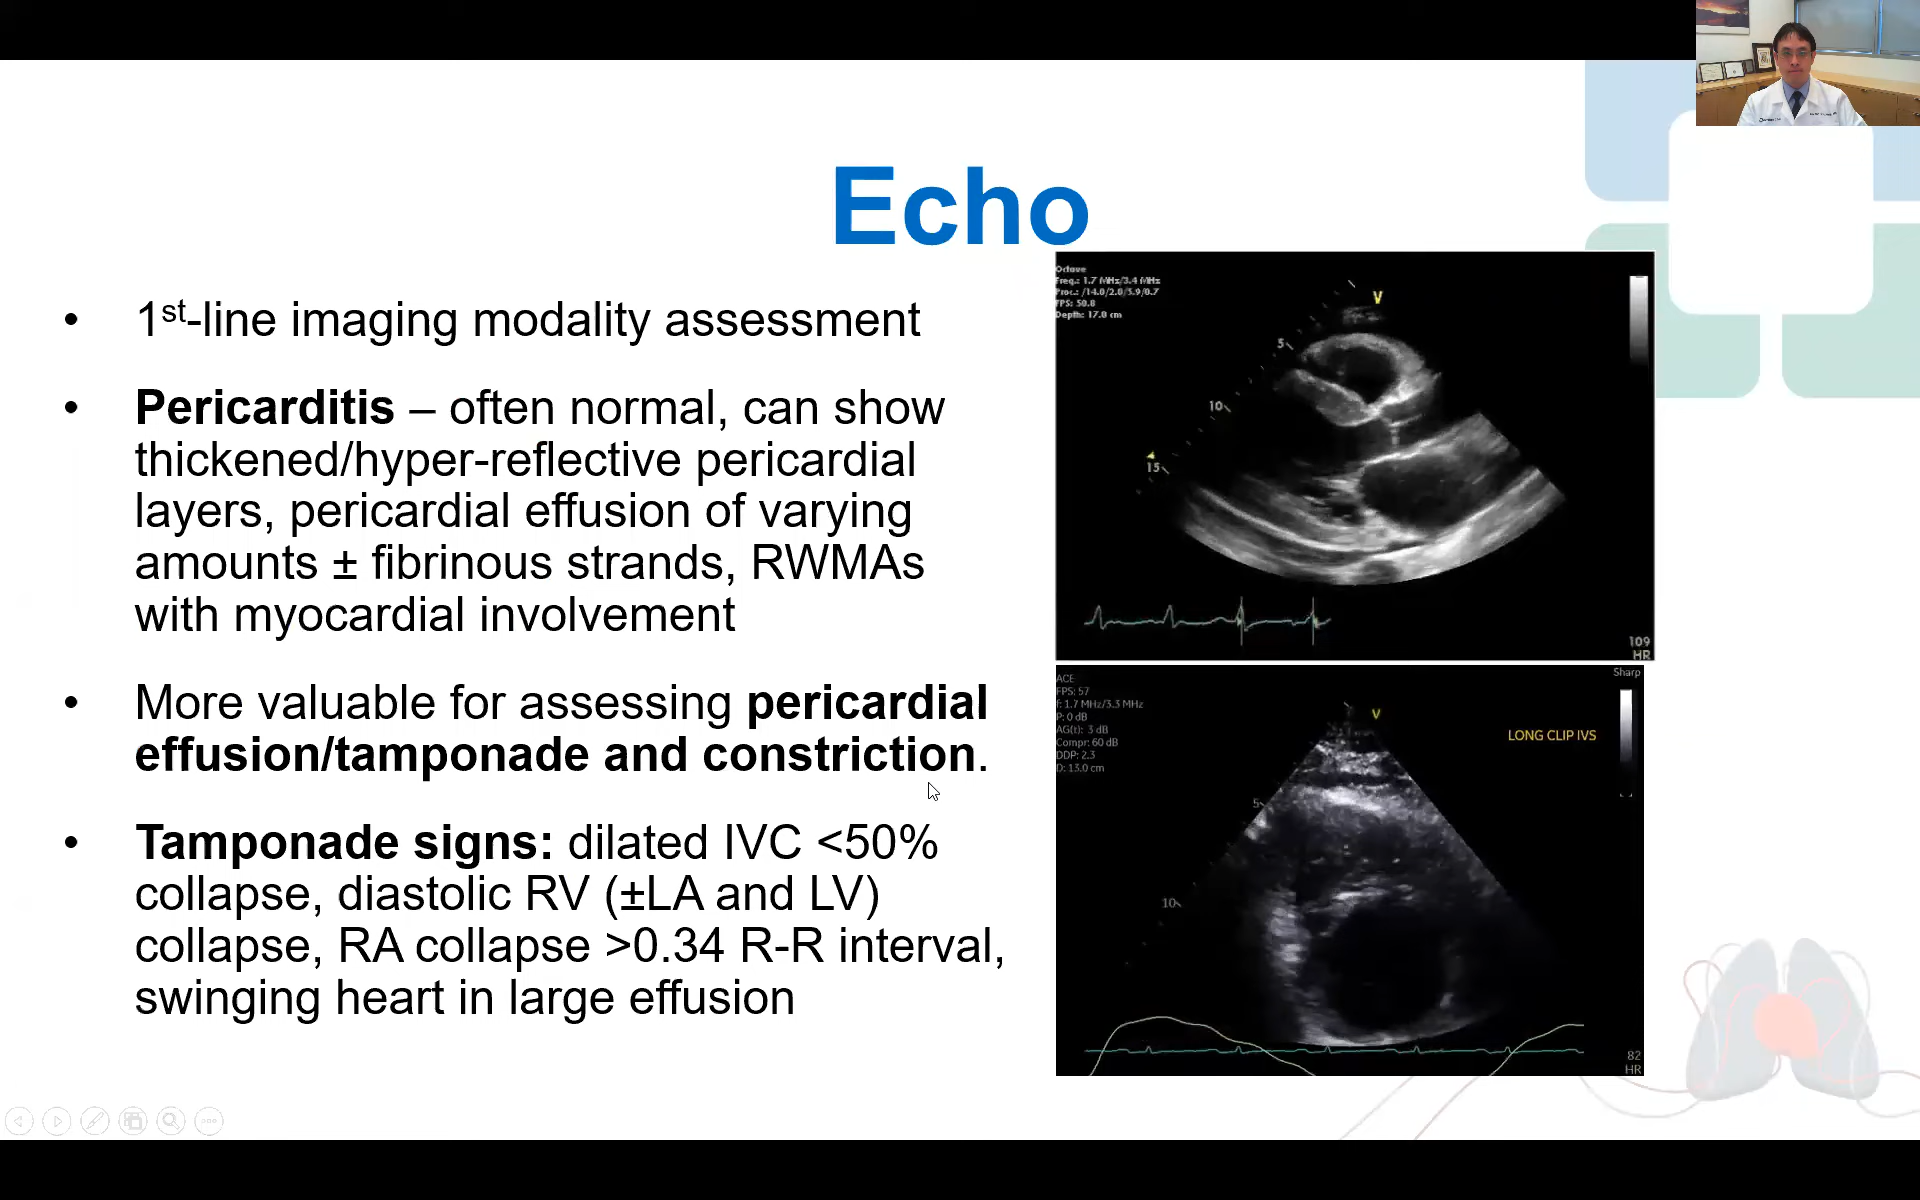 Echo
• 1st-line imaging modality assessment
• Pericarditis – often normal, can show
thickened/hyper-reflective pericardial
layers, pericardial effusion of varying
amounts ± fibrinous strands, RWMAs
with myocardial involvement
• More valuable for assessing pericardial
effusion/tamponade and constriction.
• Tamponade signs: dilated IVC <50%
collapse, diastolic RV (±LA and LV)
collapse, RA collapse >0.34 R-R interval,
swinging heart in large effusion
Octave
Freq.: 1.7 MHz/3.4 MHz
Proc.: /14.0/2.0/3.9/0.7
FPS: 50.8
Depth: 17.0 cm
V
5
10
15
109
HR
ACE
FPS: 57
f: 1.7 MHz/3.3 MHz
P: 0 dB
AG(t): 3 dB
Compr: 60 dB
DDP: 2.3
D: 13.0 cm
Sharp
V
LONG CLIP IVS
5
10
82
HR